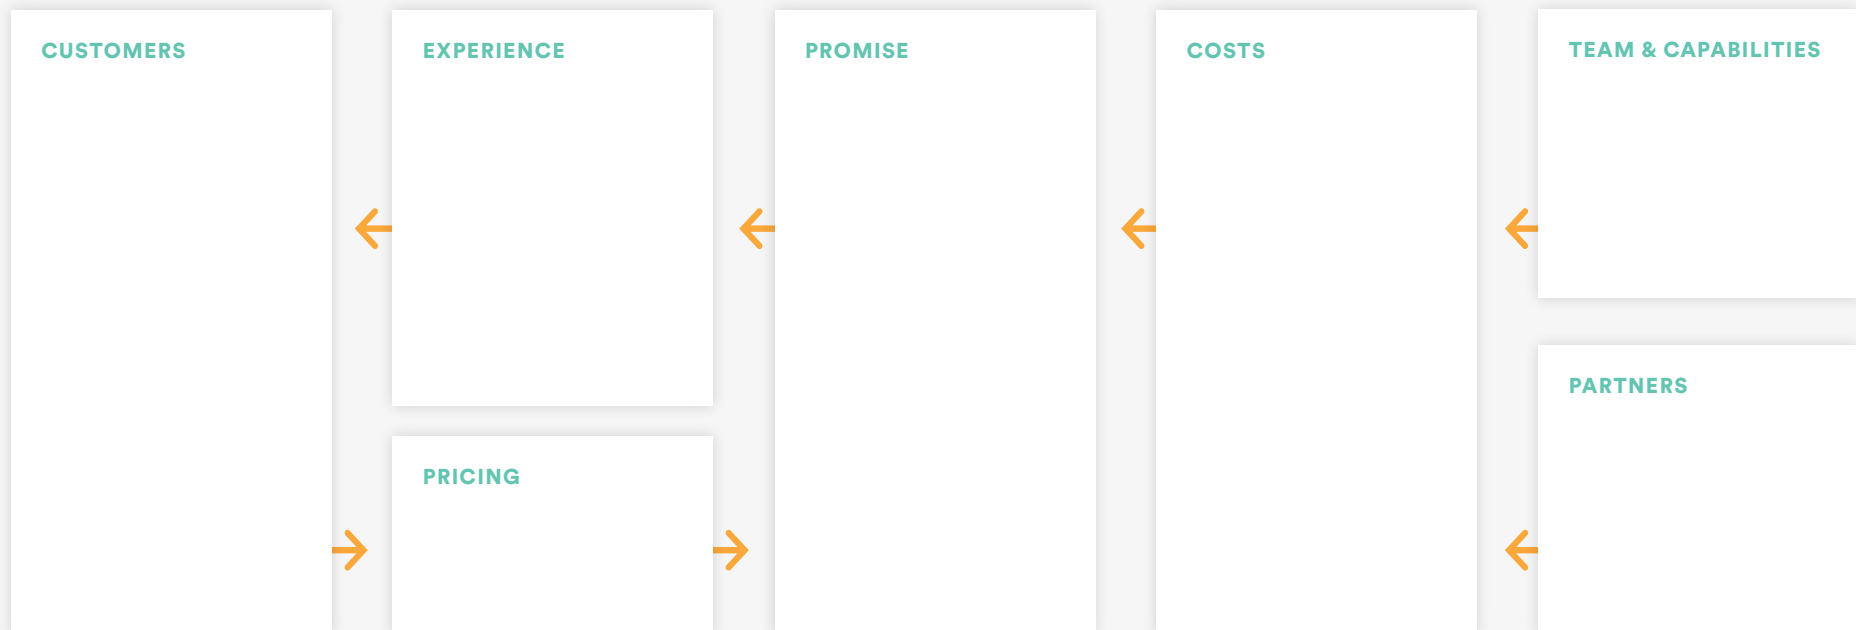 CUSTOMERS
EXPERIENCE
PRICING
PROMISE
COSTS
TEAM & CAPABILITIES
PARTNERS